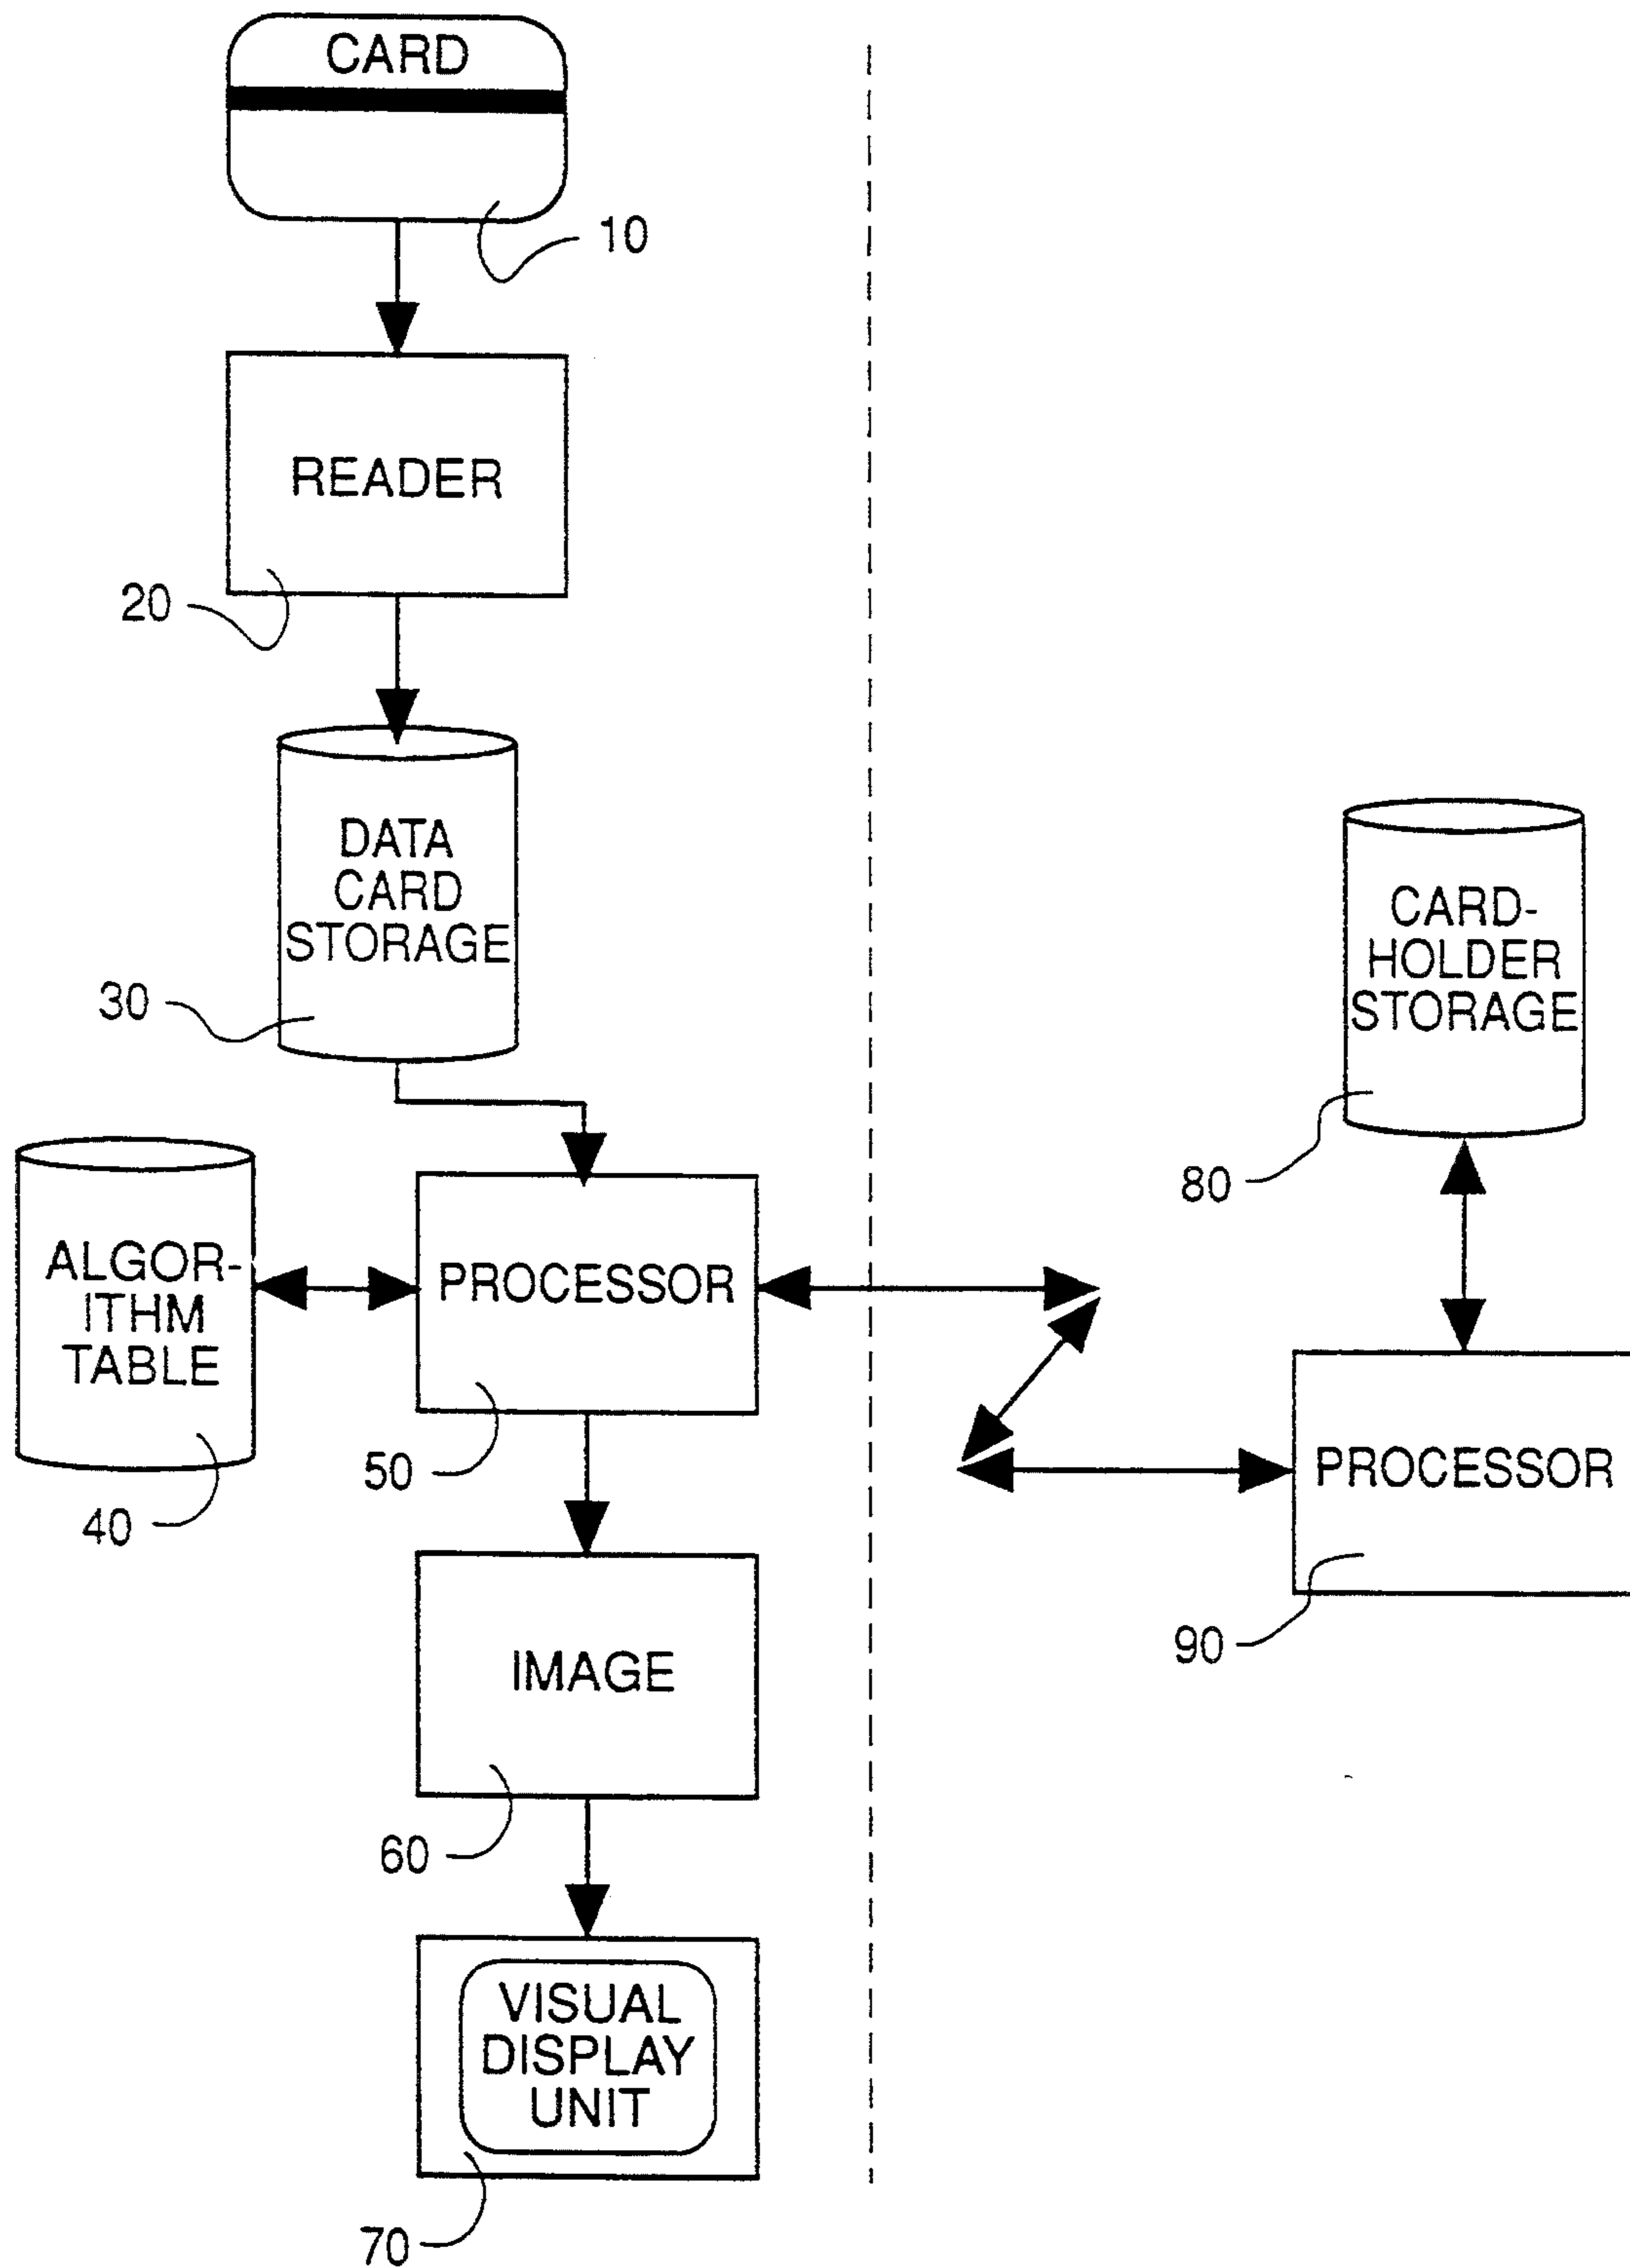 CARD
10
READER
20
DATA
CARD
STORAGE
30
CARD-
HOLDER
STORAGE
80
ALGOR-
ITHM
TABLE
40
PROCESSOR
50
PROCESSOR
90
IMAGE
60
VISUAL
DISPLAY
UNIT
70